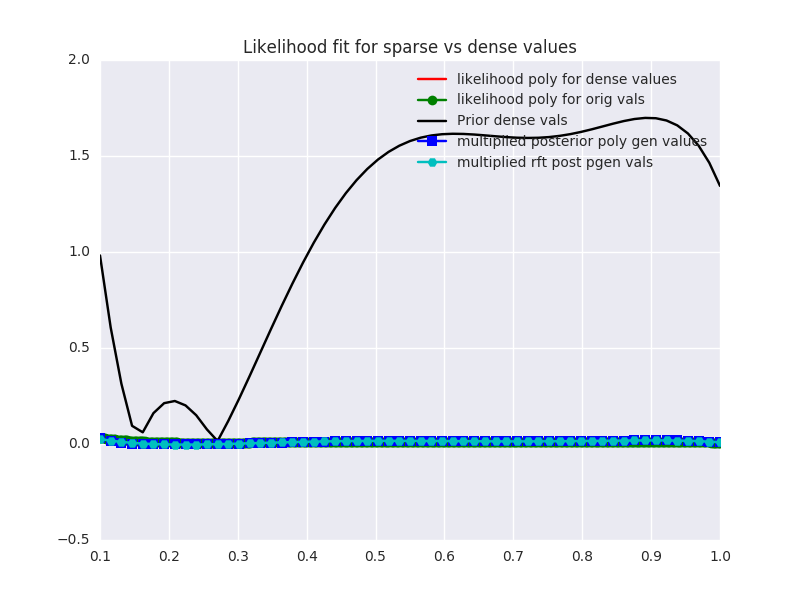 Likelihood fit for sparse vs dense values
likelihood poly for dense values
likelihood poly for orig vals
Prior dense vals
multiplied posterior poly gen values
multiplied rft post pgen vals
2.0
1.5
1.0
0.5
0.0
−0.5
0.1 0.2 0.3 0.4 0.5 0.6 0.7 0.8 0.9 1.0